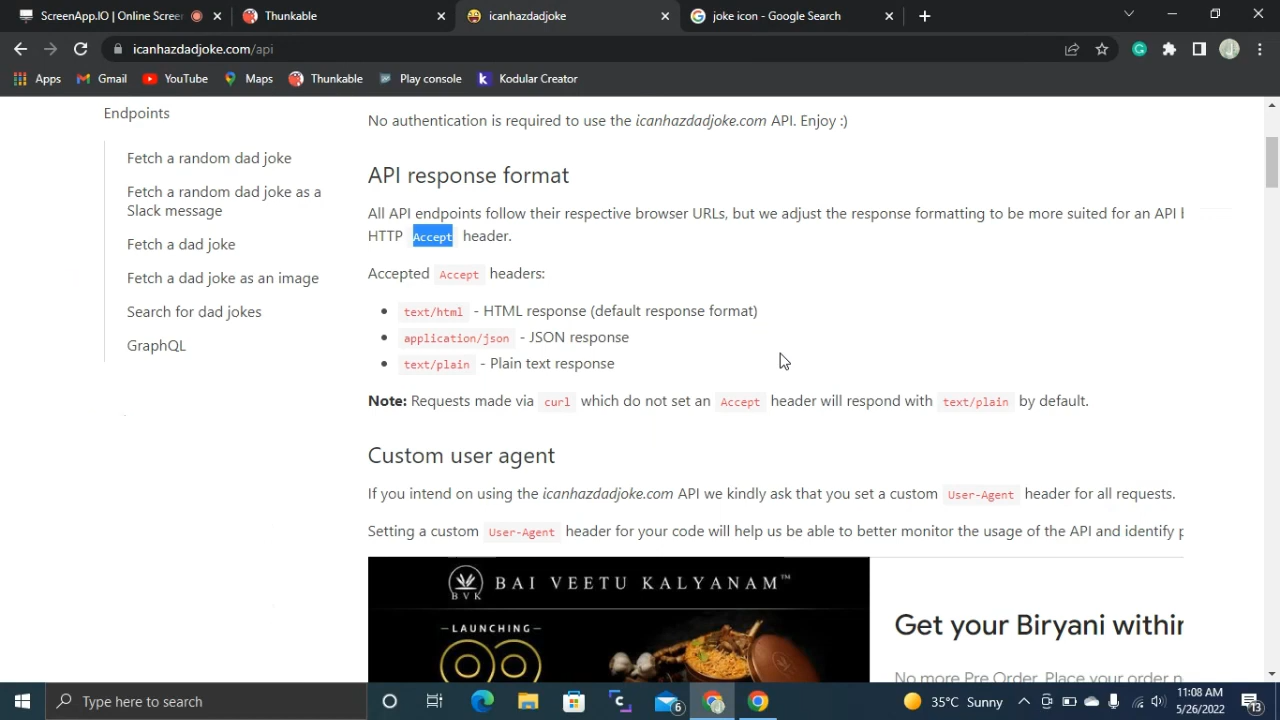 ScreenApp.IO | Online Screen
Thunkable
icanhazdadjoke
joke icon - Google Search
icanhazdadjoke.com/api
Apps
Gmail
YouTube
Maps
Thunkable
Play console
k
Kodular Creator
Endpoints
Fetch a random dad joke
Fetch a random dad joke as a
Slack message
Fetch a dad joke
Fetch a dad joke as an image
Search for dad jokes
GraphQL
No authentication is required to use the icanhazdadjoke.com API. Enjoy :)
API response format
All API endpoints follow their respective browser URLs, but we adjust the response formatting to be more suited for an API
HTTP Accept header.
Accepted Accept headers:
• text/html - HTML response (default response format)
• application/json - JSON response
• text/plain - Plain text response
Note: Requests made via curl which do not set an Accept header will respond with text/plain by default.
Custom user agent
If you intend on using the icanhazdadjoke.com API we kindly ask that you set a custom User-Agent header for all requests.
Setting a custom User-Agent header for your code will help us be able to better monitor the usage of the API and identify
BVK
BAI VEETU KALYANAM™
—LAUNCHING—
Get your Biryani within
No more Pre Order. Place your order
Type here to search
6
35°C Sunny
11:08 AM
5/26/2022
13